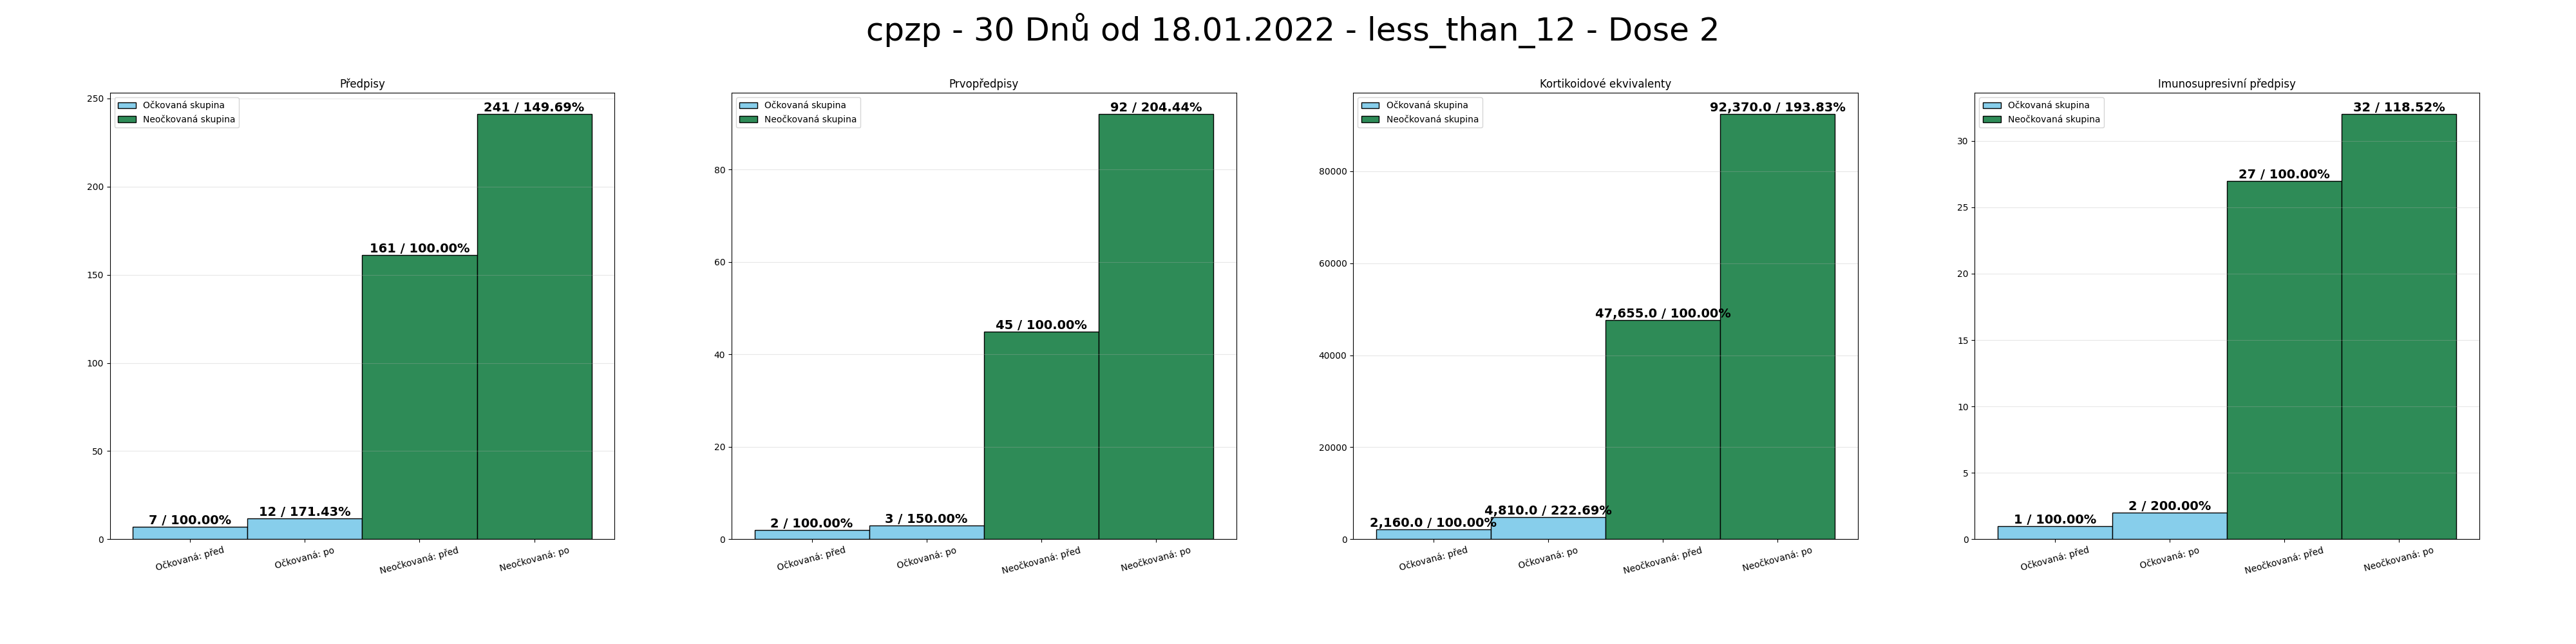 cpzp - 30 Dnů od 18.01.2022 - less_than_12 - Dose 2
Předpisy
Očkovaná skupina
Neočkovaná skupina
250
200
150
100
50
0
7 / 100.00%
12 / 171.43%
161 / 100.00%
241 / 149.69%
Očkovaná: před
Očkovaná: po
Neočkovaná: před
Neočkovaná: po
Prvopředpisy
Očkovaná skupina
Neočkovaná skupina
80
60
40
20
0
2 / 100.00%
3 / 150.00%
45 / 100.00%
92 / 204.44%
Očkovaná: před
Očkovaná: po
Neočkovaná: před
Neočkovaná: po
Kortikoidové ekvivalenty
Očkovaná skupina
Neočkovaná skupina
80000
60000
40000
20000
0
2,160.0 / 100.00%
4,810.0 / 222.69%
47,655.0 / 100.00%
92,370.0 / 193.83%
Očkovaná: před
Očkovaná: po
Neočkovaná: před
Neočkovaná: po
Imunosupresivní předpisy
Očkovaná skupina
Neočkovaná skupina
30
25
20
15
10
5
0
1 / 100.00%
2 / 200.00%
27 / 100.00%
32 / 118.52%
Očkovaná: před
Očkovaná: po
Neočkovaná: před
Neočkovaná: po